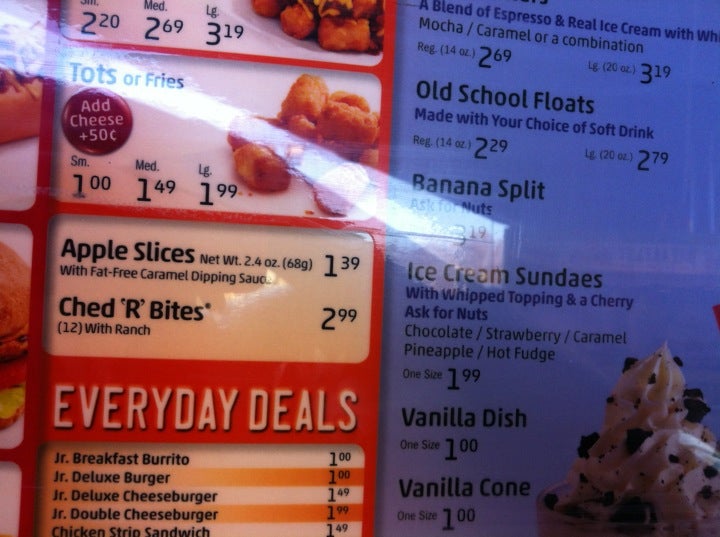 Sm. Med. Lg.
2.20 2.69 3.19
Tots or Fries
Add
Cheese
+50¢
Sm. Med. Lg.
1.00 1.49 1.99
Apple Slices Net Wt. 2.4 oz. (68g) 1.39
With Fat-Free Caramel Dipping Sauce
Ched 'R' Bites® 2.99
(12) With Ranch
EVERYDAY DEALS
Jr. Breakfast Burrito 1.00
Jr. Deluxe Burger 1.00
Jr. Deluxe Cheeseburger 1.49
Jr. Double Cheeseburger 1.99
Chicken Strip Sandwich 1.49
A Blend of Espresso & Real Ice Cream with
Mocha / Caramel or a combination
Reg. (14 oz.) 2.69 Lg. (20 oz.) 3.19
Old School Floats
Made with Your Choice of Soft Drink
Reg. (14 oz.) 2.29 Lg. (20 oz.) 2.79
Banana Split
Ask for Nuts
3.19
Ice Cream Sundaes
With Whipped Topping & a Cherry
Ask for Nuts
Chocolate / Strawberry / Caramel
Pineapple / Hot Fudge
One Size 1.99
Vanilla Dish
One Size 1.00
Vanilla Cone
One Size 1.00